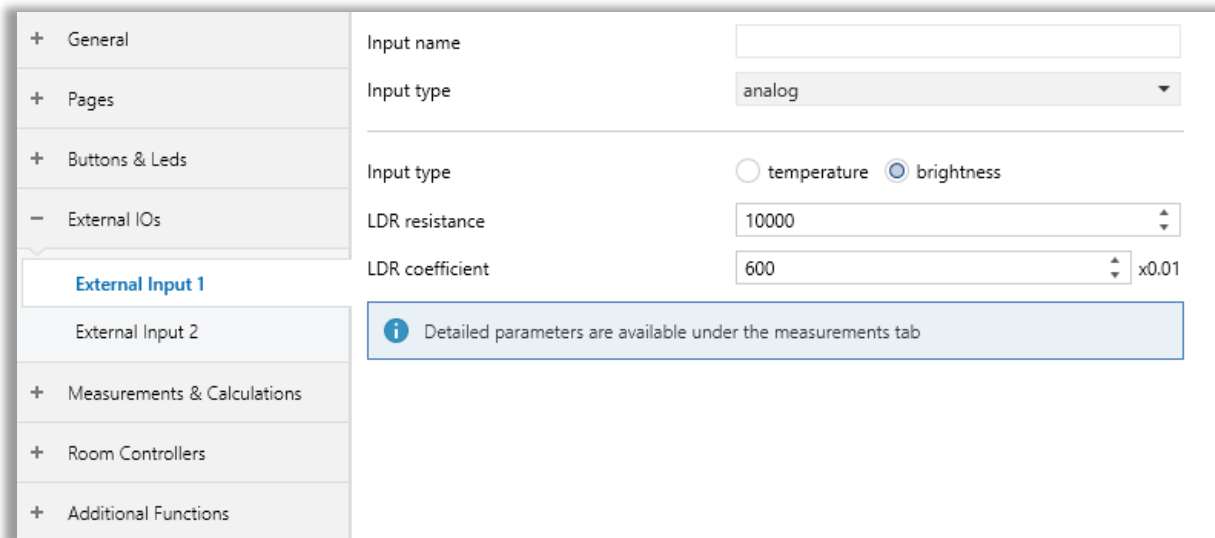 + General
+ Pages
+ Buttons & Leds
− External IOs
External Input 1
External Input 2
+ Measurements & Calculations
+ Room Controllers
+ Additional Functions
Input name
Input type analog
Input type temperature brightness
LDR resistance 10000
LDR coefficient 600 x0.01
i Detailed parameters are available under the measurements tab